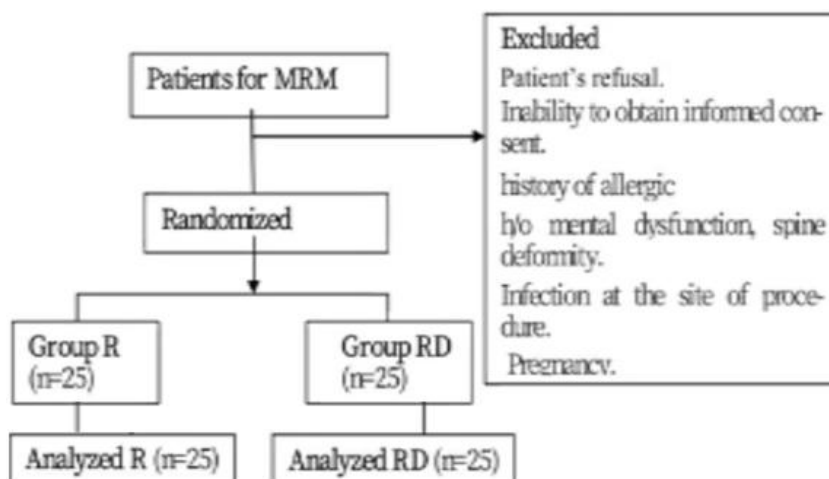 Patients for MRM
Excluded
Patient's refusal.
Inability to obtain informed con-
sent.
history of allergic
h/o mental dysfunction, spine
deformity.
Infection at the site of proce-
dure.
Pregnancy.
Randomized
Group R
(n=25)
Group RD
(n=25)
Analyzed R (n=25)
Analyzed RD (n=25)